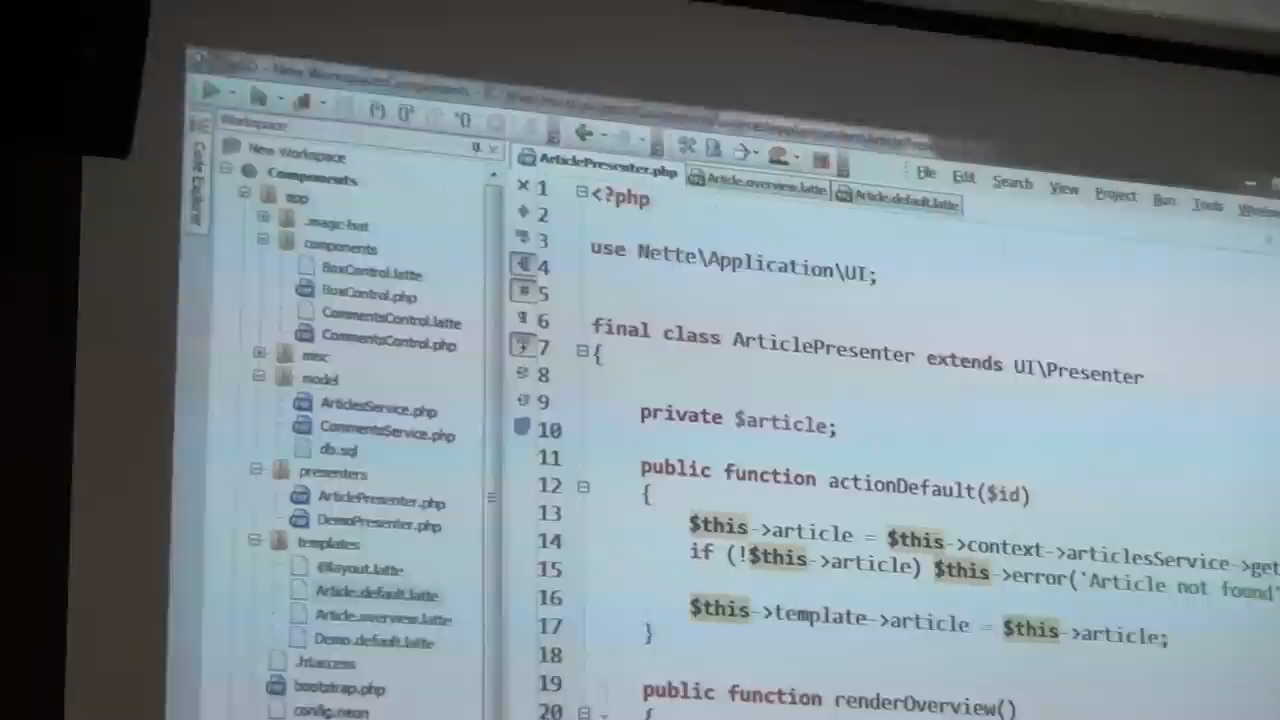 File Edit Search View Project Run Tools
Workspace
Code Explorer
New Workspace
Components
app
components
BoxControl.latte
BoxControl.php
CommentsControl.latte
CommentsControl.php
misc
model
ArticlesService.php
CommentsService.php
db.sql
presenters
ArticlePresenter.php
DemoPresenter.php
templates
@layout.latte
Article.default.latte
Article.overview.latte
Demo.default.latte
.htaccess
bootstrap.php
config.neon
ArticlePresenter.php Article.overview.latte Article.default.latte
1 <?php
2
3 use Nette\Application\UI;
4
5
6 final class ArticlePresenter extends UI\Presenter
7 {
8
9 private $article;
10
11 public function actionDefault($id)
12 {
13 $this->article = $this->context->articlesService->get
14 if (!$this->article) $this->error('Article not found'
15
16 $this->template->article = $this->article;
17 }
18
19 public function renderOverview()
20 {